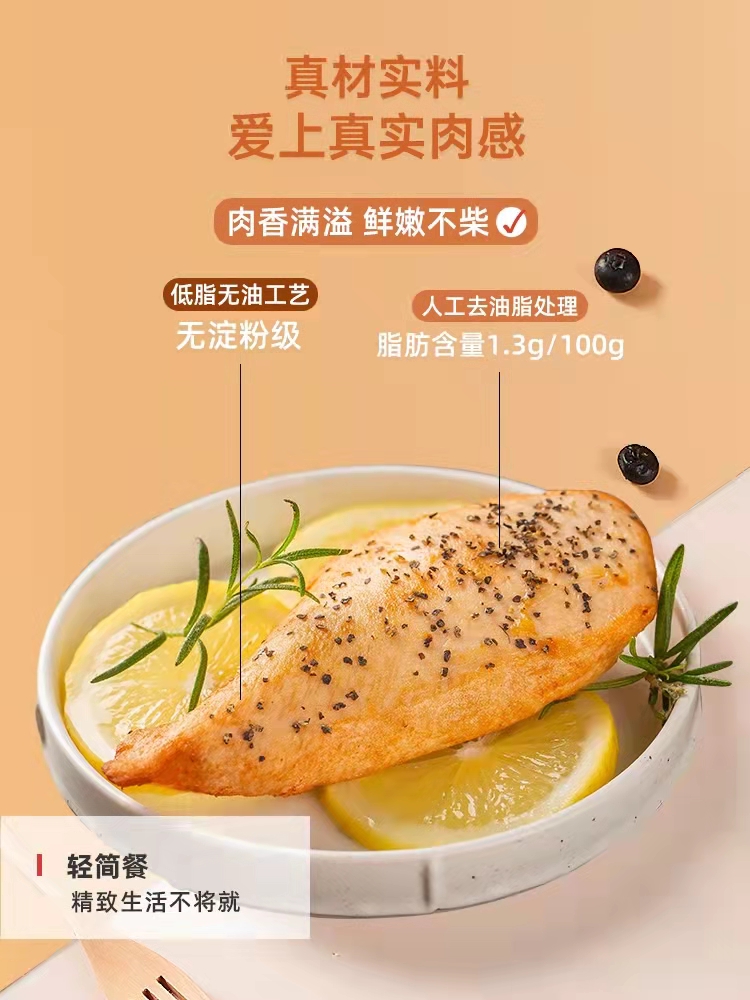 真材实料
爱上真实肉感
肉香满溢 鲜嫩不柴
低脂无油工艺
无淀粉级
人工去油脂处理
脂肪含量1.3g/100g
轻简餐
精致生活不将就